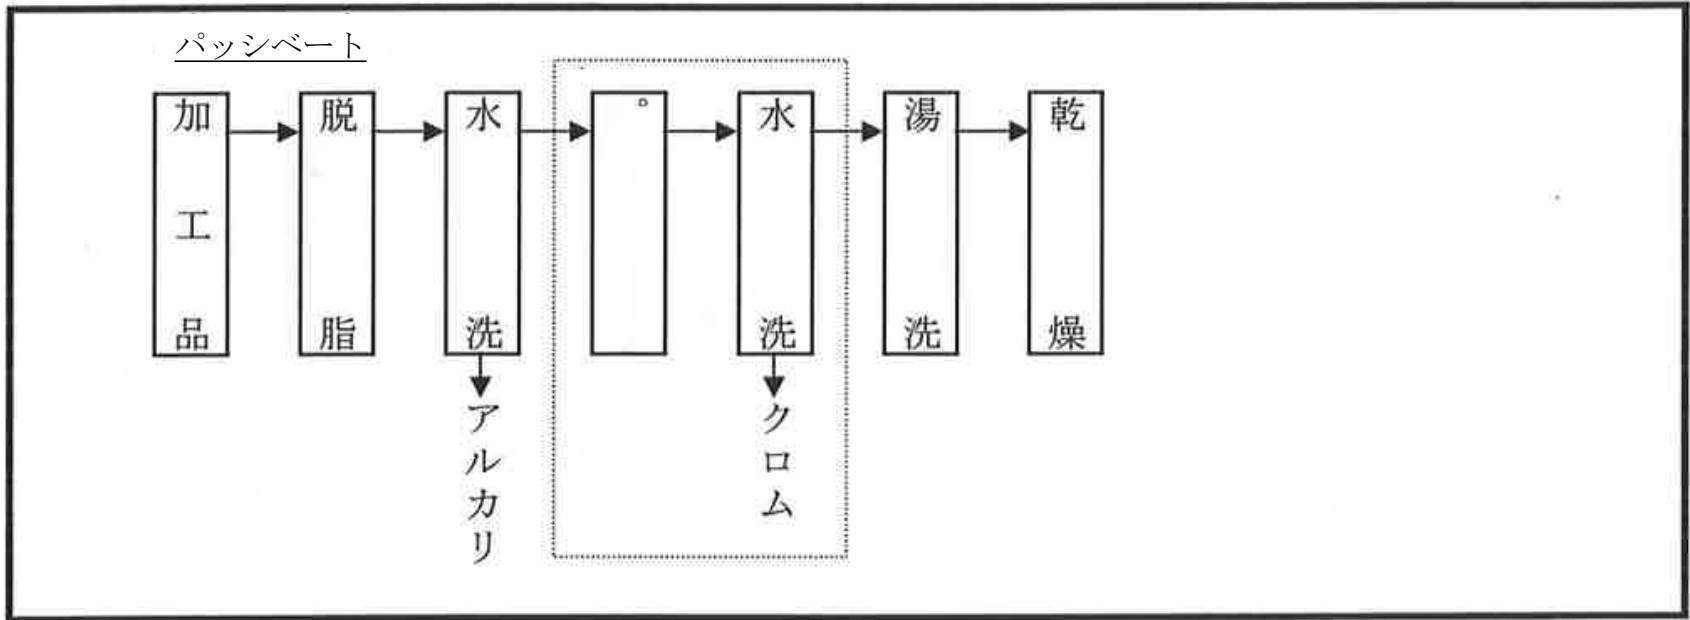 パッシベート
加工品
脱脂
水洗
゜
水洗
湯洗
乾燥
アルカリ
クロム